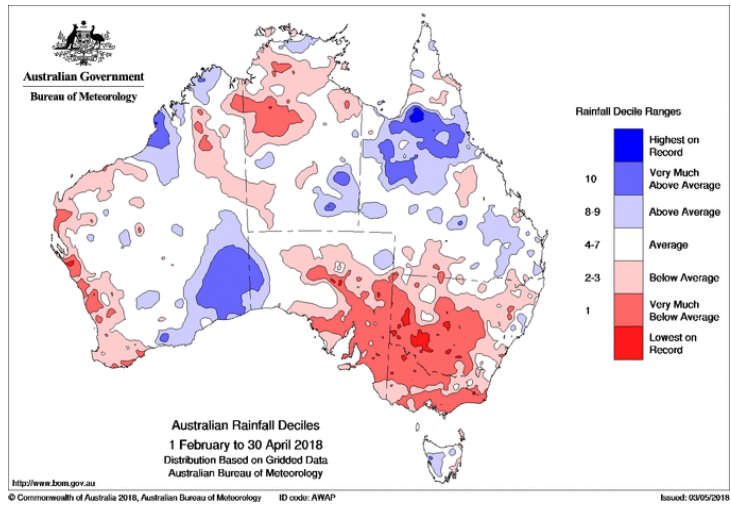 Australian Government
Bureau of Meteorology
Rainfall Decile Ranges
Highest on
Record
10
Very Much
Above Average
8-9
Above Average
4-7
Average
2-3
Below Average
1
Very Much
Below Average
Lowest on
Record
Australian Rainfall Deciles
1 February to 30 April 2018
Distribution Based on Gridded Data
Australian Bureau of Meteorology
http://www.bom.gov.au
© Commonwealth of Australia 2018, Australian Bureau of Meteorology ID code: AWAP Issued: 03/05/2018